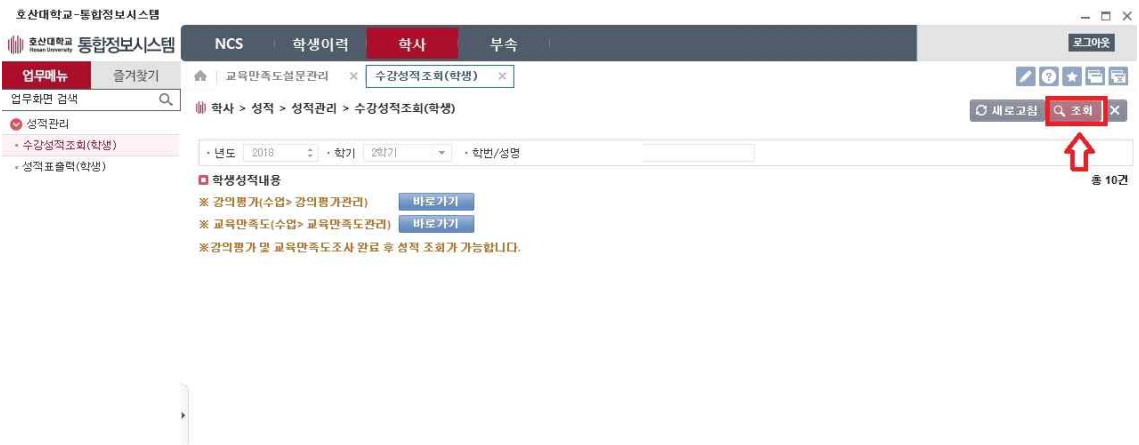 호산대학교-통합정보시스템
호산대학교 Hosan University 통합정보시스템
NCS 학생이력 학사 부속
로그아웃
업무메뉴 즐겨찾기
교육만족도설문관리 × 수강성적조회(학생) ×
업무화면 검색
학사 > 성적 > 성적관리 > 수강성적조회(학생)
새로고침 조회 X
성적관리
· 수강성적조회(학생)
· 성적표출력(학생)
· 년도 2018 · 학기 2학기 · 학번/성명
학생성적내용
총 10건
※ 강의평가(수업> 강의평가관리) 바로가기
※ 교육만족도(수업> 교육만족도관리) 바로가기
※강의평가 및 교육만족도조사 완료 후 성적 조회가 가능합니다.